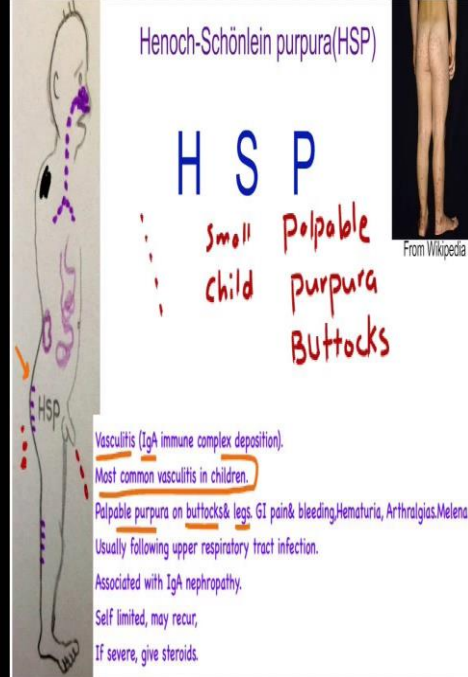 Henoch-Schönlein purpura(HSP)
H S P
From Wikipedia
small palpable
child purpura
Buttocks
Hsp
Vasculitis (IgA immune complex deposition).
Most common vasculitis in children.
Palpable purpura on buttocks& legs. GI pain& bleeding,Hematuria, Arthralgias.Melena
Usually following upper respiratory tract infection.
Associated with IgA nephropathy.
Self limited, may recur,
If severe, give steroids.